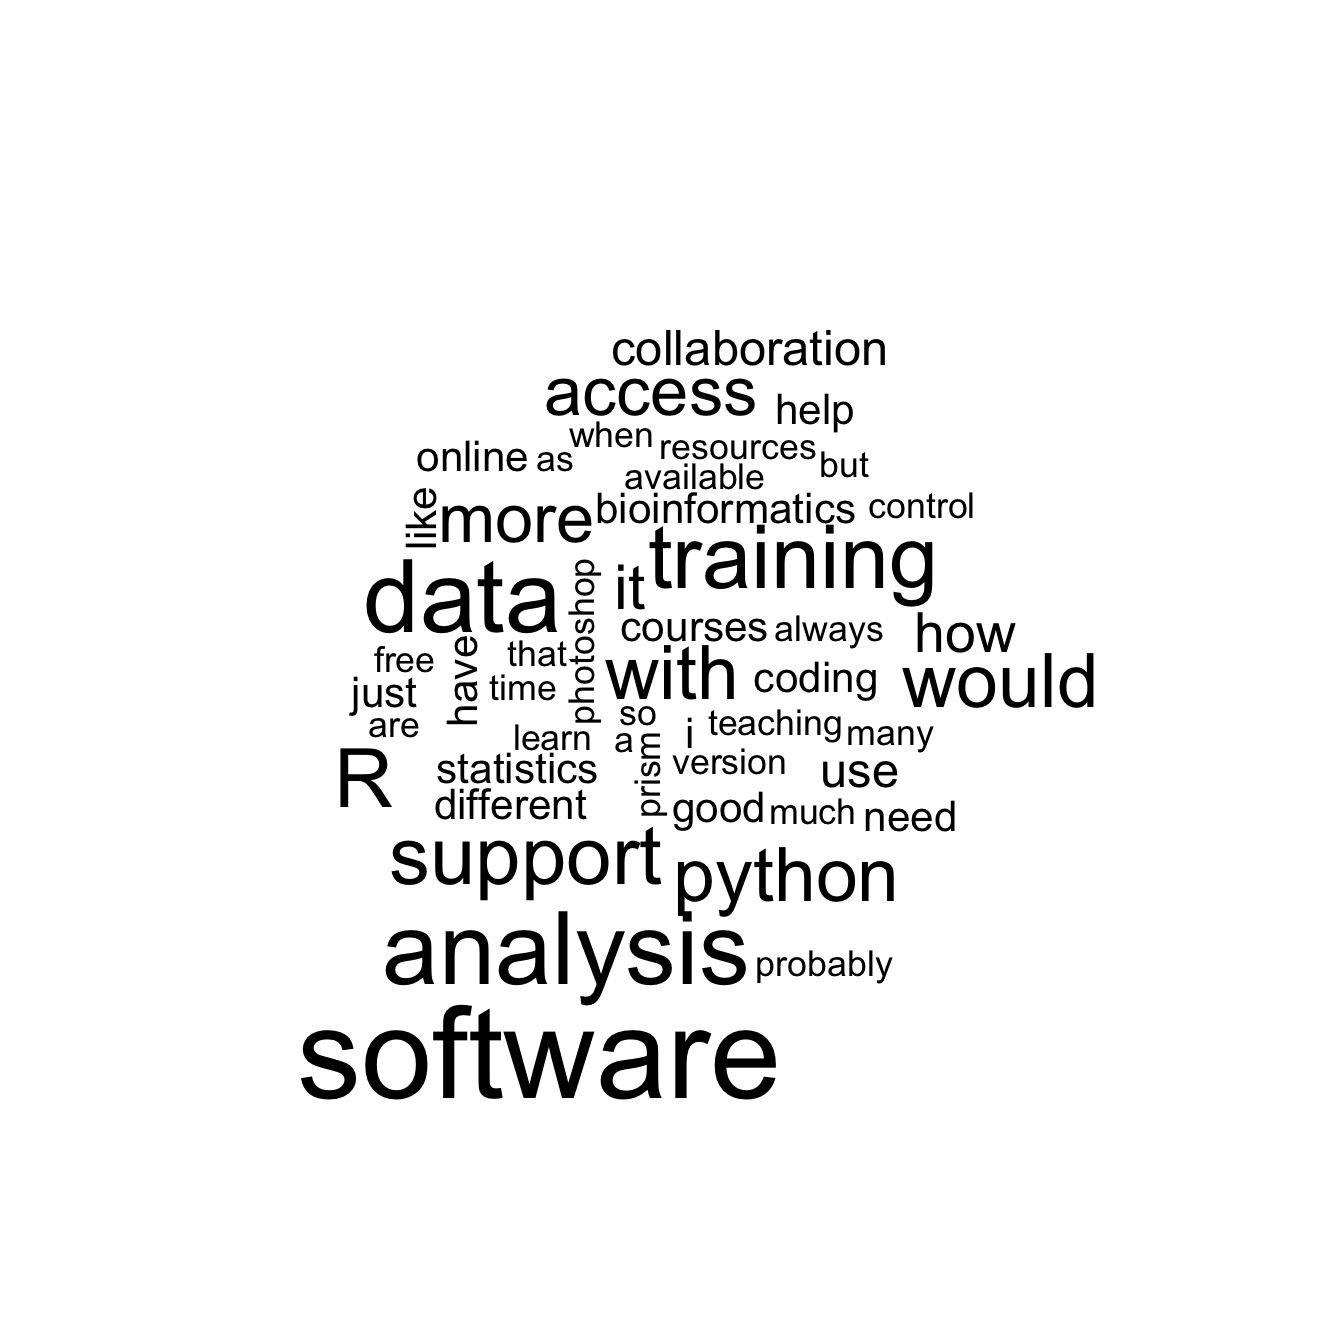 collaboration
access help
when resources
online as but
available
like more bioinformatics control
training
data photoshop it
courses always how
free have that with coding would
just time
are so i teaching many
learn a prism version
R statistics use
different good much need
support python
analysis probably
software